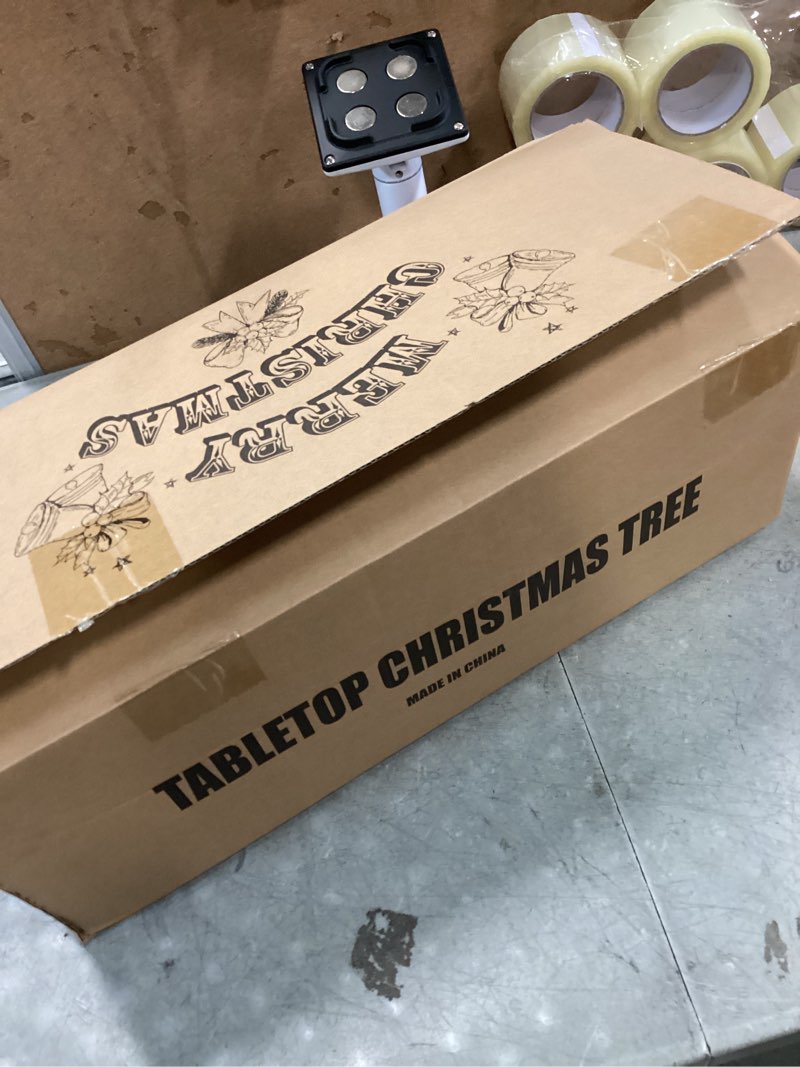 MERRY
CHRISTMAS
TABLETOP CHRISTMAS TREE
MADE IN CHINA